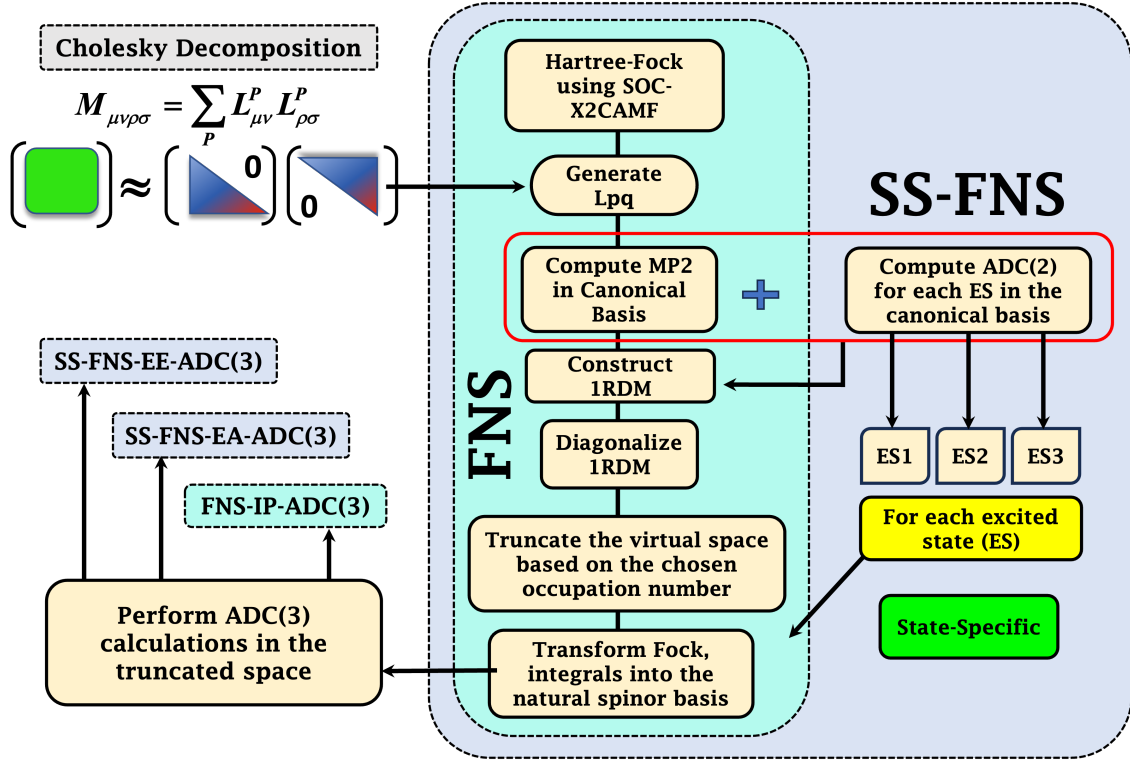 Cholesky Decomposition
M_{μνρσ} = ∑_P L^P_{μν} L^P_{ρσ}
≈
0
0
Hartree-Fock
using SOC-
X2CAMF
Generate
Lpq
SS-FNS
Compute MP2
in Canonical
Basis
Compute ADC(2)
for each ES in the
canonical basis
Construct
1RDM
FNS
Diagonalize
1RDM
ES1
ES2
ES3
For each excited
state (ES)
State-Specific
Truncate the virtual space
based on the chosen
occupation number
Transform Fock,
integrals into the
natural spinor basis
SS-FNS-EE-ADC(3)
SS-FNS-EA-ADC(3)
FNS-IP-ADC(3)
Perform ADC(3)
calculations in the
truncated space